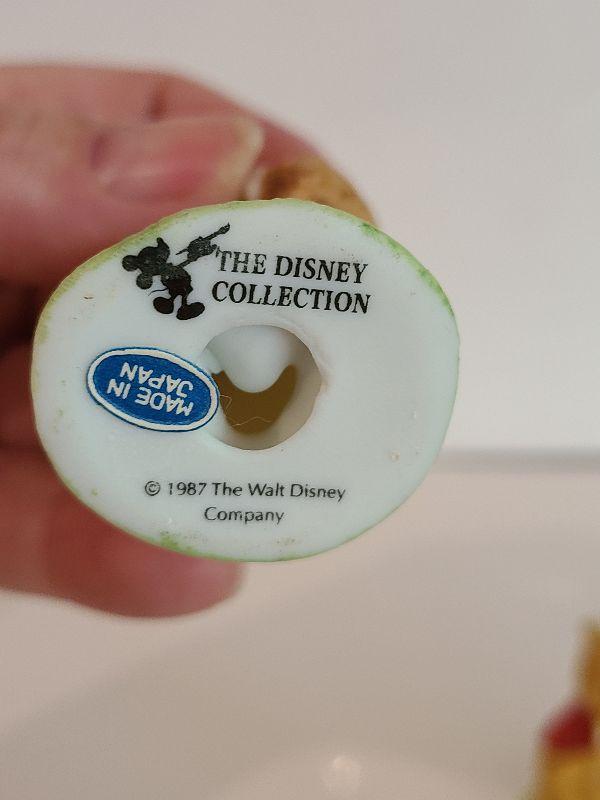 THE DISNEY
COLLECTION
MADE IN
JAPAN
© 1987 The Walt Disney
Company